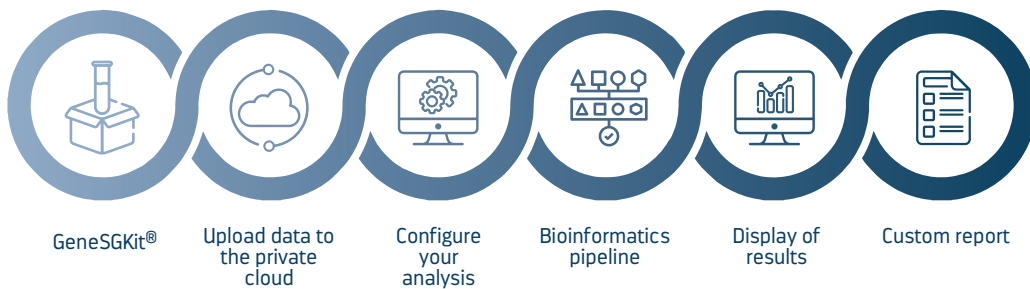 GeneSGKit®
Upload data to
the private
cloud
Configure
your
analysis
Bioinformatics
pipeline
Display of
results
Custom report